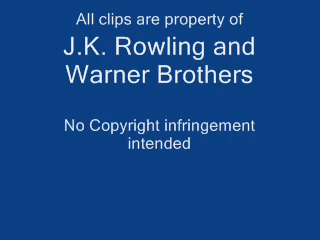 All clips are property of
J.K. Rowling and
Warner Brothers
No Copyright infringement
intended